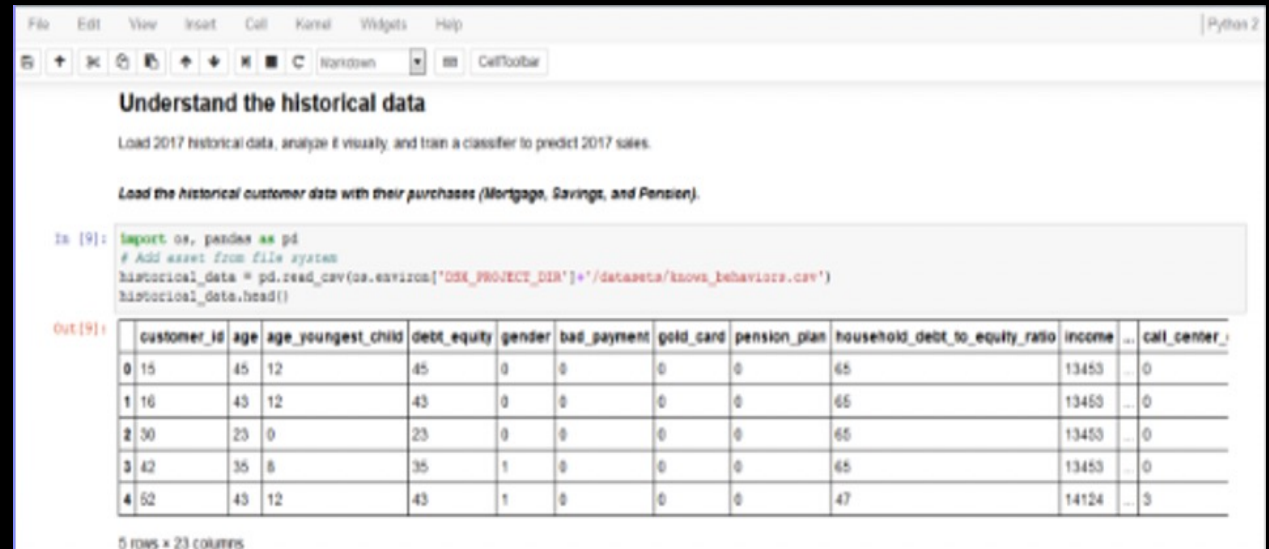 File Edit View Insert Cell Kernel Widgets Help Python 2
Markdown CellToolbar
Understand the historical data
Load 2017 historical data, analyze it visually, and train a classifier to predict 2017 sales.
Load the historical customer data with their purchases (Mortgage, Savings, and Pension).
In [9]: import os, pandas as pd
# Add asset from file system
historical_data = pd.read_csv(os.environ['DSX_PROJECT_DIR']+'/datasets/known_behaviors.csv')
historical_data.head()
Out[9]:
customer_id age age_youngest_child debt_equity gender bad_payment gold_card pension_plan household_debt_to_equity_ratio income ... call_center_
0 15 45 12 45 0 0 0 0 65 13453 ... 0
1 16 43 12 43 0 0 0 0 65 13453 ... 0
2 30 23 0 23 0 0 0 0 65 13453 ... 0
3 42 35 8 35 1 0 0 0 65 13453 ... 0
4 52 43 12 43 1 0 0 0 47 14124 ... 3
5 rows × 23 columns